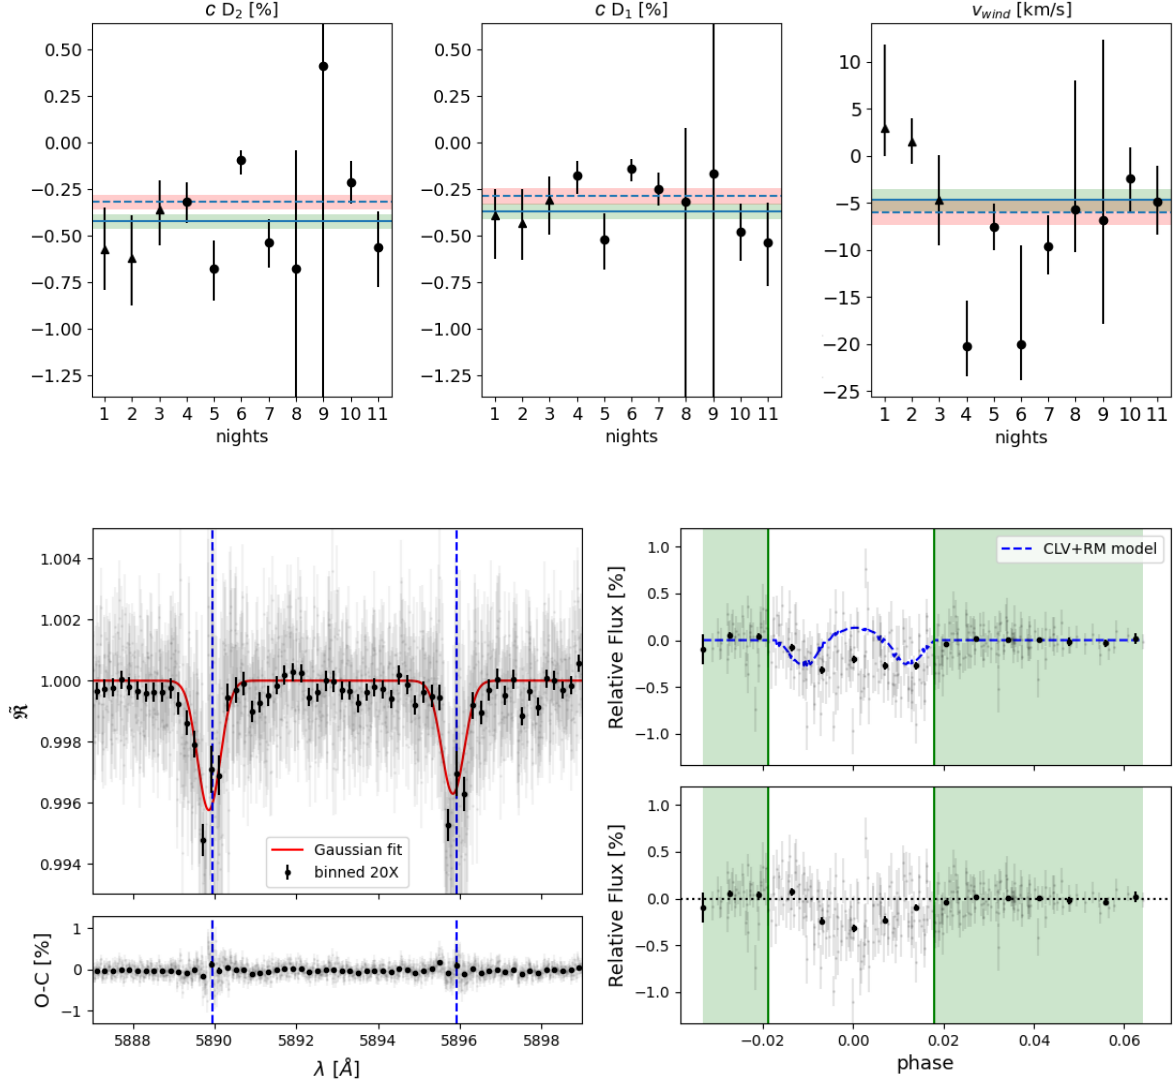 c D₂ [%]
0.50
0.25
0.00
−0.25
−0.50
−0.75
−1.00
−1.25
1 2 3 4 5 6 7 8 9 10 11
nights
c D₁ [%]
0.50
0.25
0.00
−0.25
−0.50
−0.75
−1.00
−1.25
1 2 3 4 5 6 7 8 9 10 11
nights
v_wind [km/s]
10
5
0
−5
−10
−15
−20
−25
1 2 3 4 5 6 7 8 9 10 11
nights
1.004
1.002
1.000
0.998
0.996
0.994
ℜ̃
Gaussian fit
binned 20X
1
0
−1
O-C [%]
5888 5890 5892 5894 5896 5898
λ [Å]
1.0
0.5
0.0
−0.5
−1.0
Relative Flux [%]
CLV+RM model
1.0
0.5
0.0
−0.5
−1.0
Relative Flux [%]
−0.02 0.00 0.02 0.04 0.06
phase